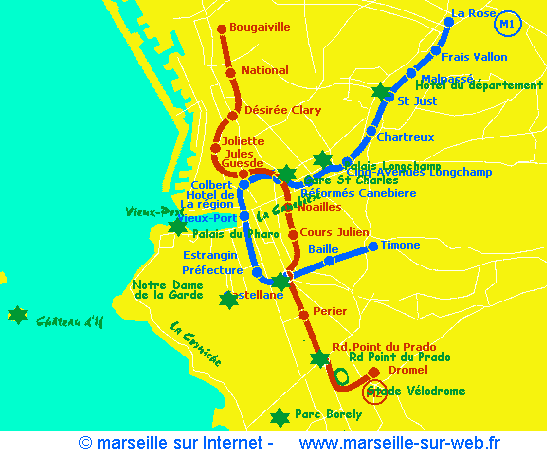 La Rose
M1
Bougaiville
Frais Vallon
National
Malpassé
Hotel du département
St Just
Désirée Clary
Chartreux
Joliette
Jules
Guesde
Palais Longchamp
Cinq-Avenues Longchamp
Gare St Charles
Colbert
Hotel de
La région
Réformés Canebiere
La Canebière
Noailles
Vieux-Port
Vieux-Port
Palais du Pharo
Cours Julien
Estrangin
Préfecture
Baille
Timone
Notre Dame
de la Garde
Castellane
Château d'If
Perier
La Corniche
Rd.Point du Prado
Rd Point du Prado
Dromel
Stade Vélodrome
M2
Parc Borely
© marseille sur Internet - www.marseille-sur-web.fr